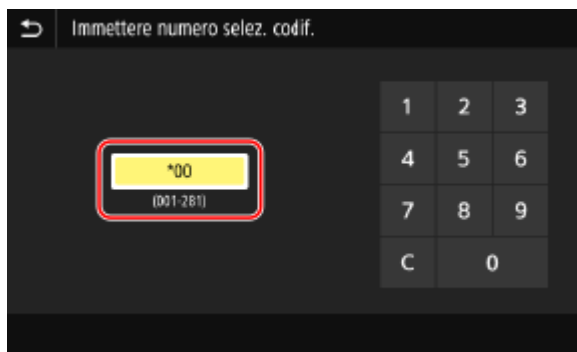 Immettere numero selez. codif.
*00
(001-281)
1 2 3
4 5 6
7 8 9
C 0